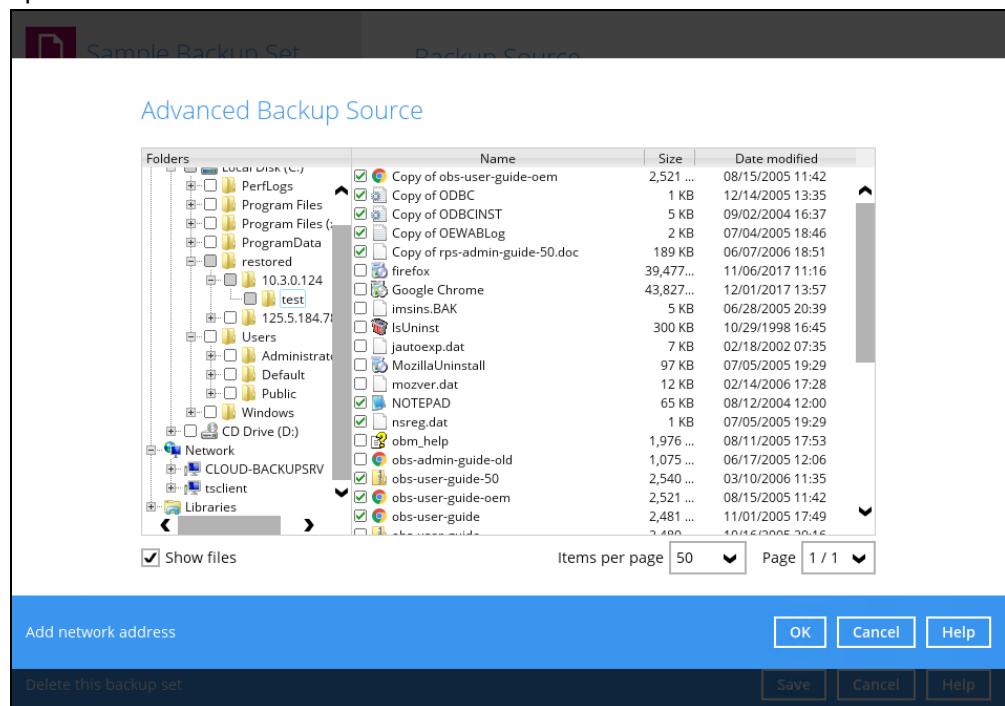 Sample Backup Set
Backup Source
Advanced Backup Source
Folders Name Size Date modified
Local Disk (C:)
PerfLogs
Program Files
Program Files (
ProgramData
restored
10.3.0.124
test
125.5.184.7
Users
Administrat
Default
Public
Windows
CD Drive (D:)
Network
CLOUD-BACKUPSRV
tsclient
Libraries
Copy of obs-user-guide-oem 2,521 ... 08/15/2005 11:42
Copy of ODBC 1 KB 12/14/2005 13:35
Copy of ODBCINST 5 KB 09/02/2004 16:37
Copy of OEWABLog 2 KB 07/04/2005 18:46
Copy of rps-admin-guide-50.doc 189 KB 06/07/2006 18:51
firefox 39,477... 11/06/2017 11:16
Google Chrome 43,827... 12/01/2017 13:57
imsins.BAK 5 KB 06/28/2005 20:39
IsUninst 300 KB 10/29/1998 16:45
jautoexp.dat 7 KB 02/18/2002 07:35
MozillaUninstall 97 KB 07/05/2005 19:29
mozver.dat 12 KB 02/14/2006 17:28
NOTEPAD 65 KB 08/12/2004 12:00
nsreg.dat 1 KB 07/05/2005 19:29
obm_help 1,976 ... 08/11/2005 17:53
obs-admin-guide-old 1,075 ... 06/17/2005 12:06
obs-user-guide-50 2,540 ... 03/10/2006 11:35
obs-user-guide-oem 2,521 ... 08/15/2005 11:42
obs-user-guide 2,481 ... 11/01/2005 17:49
Show files Items per page 50 Page 1 / 1
Add network address OK Cancel Help
Delete this backup set Save Cancel Help